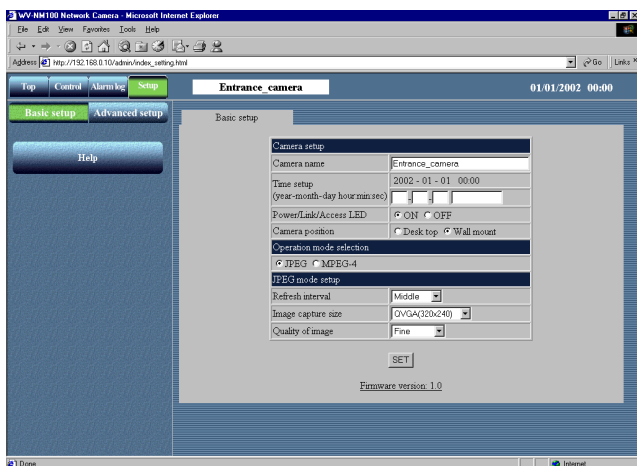 WV-NM100 Network Camera - Microsoft Internet Explorer
File Edit View Favorites Tools Help
Address http://192.168.0.10/admin/index_setting.html Go Links »
Top Control Alarm log Setup Entrance_camera 01/01/2002 00:00
Basic setup Advanced setup
Help
Basic setup
Camera setup
Camera name Entrance_camera
Time setup 2002 - 01 - 01 00:00
(year-month-day hour:min:sec) - -
Power/Link/Access LED ON OFF
Camera position Desk top Wall mount
Operation mode selection
JPEG MPEG-4
JPEG mode setup
Refresh interval Middle
Image capture size QVGA(320x240)
Quality of image Fine
SET
Firmware version: 1.0
Done Internet